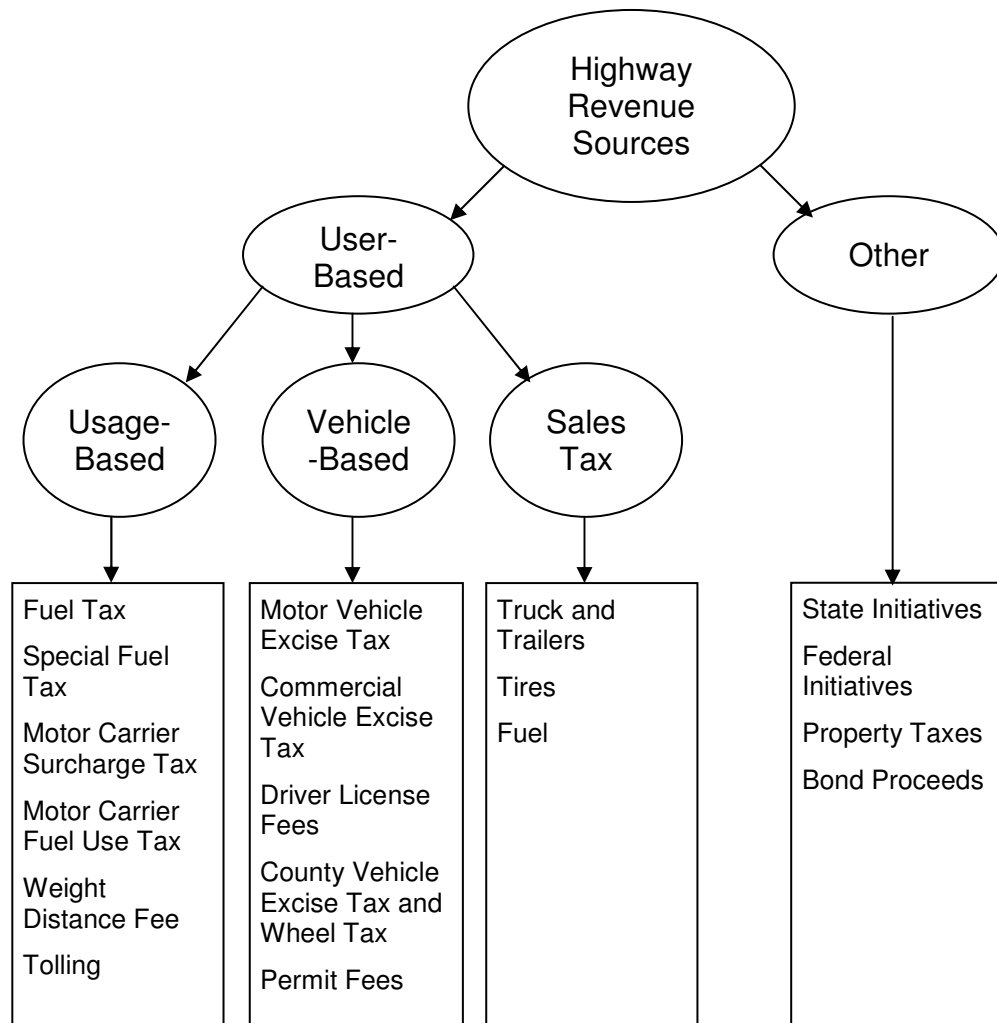 Highway
Revenue
Sources
User-
Based
Other
Usage-
Based
Vehicle
-Based
Sales
Tax
Fuel Tax
Special Fuel
Tax
Motor Carrier
Surcharge Tax
Motor Carrier
Fuel Use Tax
Weight
Distance Fee
Tolling
Motor Vehicle
Excise Tax
Commercial
Vehicle Excise
Tax
Driver License
Fees
County Vehicle
Excise Tax and
Wheel Tax
Permit Fees
Truck and
Trailers
Tires
Fuel
State Initiatives
Federal
Initiatives
Property Taxes
Bond Proceeds